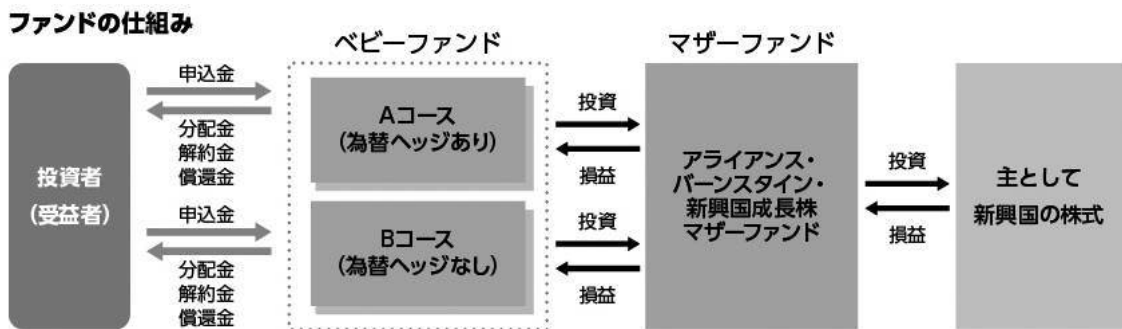 ファンドの仕組み
ベビーファンド
マザーファンド
投資者
(受益者)
申込金
分配金
解約金
償還金
申込金
分配金
解約金
償還金
Aコース
(為替ヘッジあり)
Bコース
(為替ヘッジなし)
投資
損益
投資
損益
アライアンス・
バーンスタイン・
新興国成長株
マザーファンド
投資
損益
主として
新興国の株式